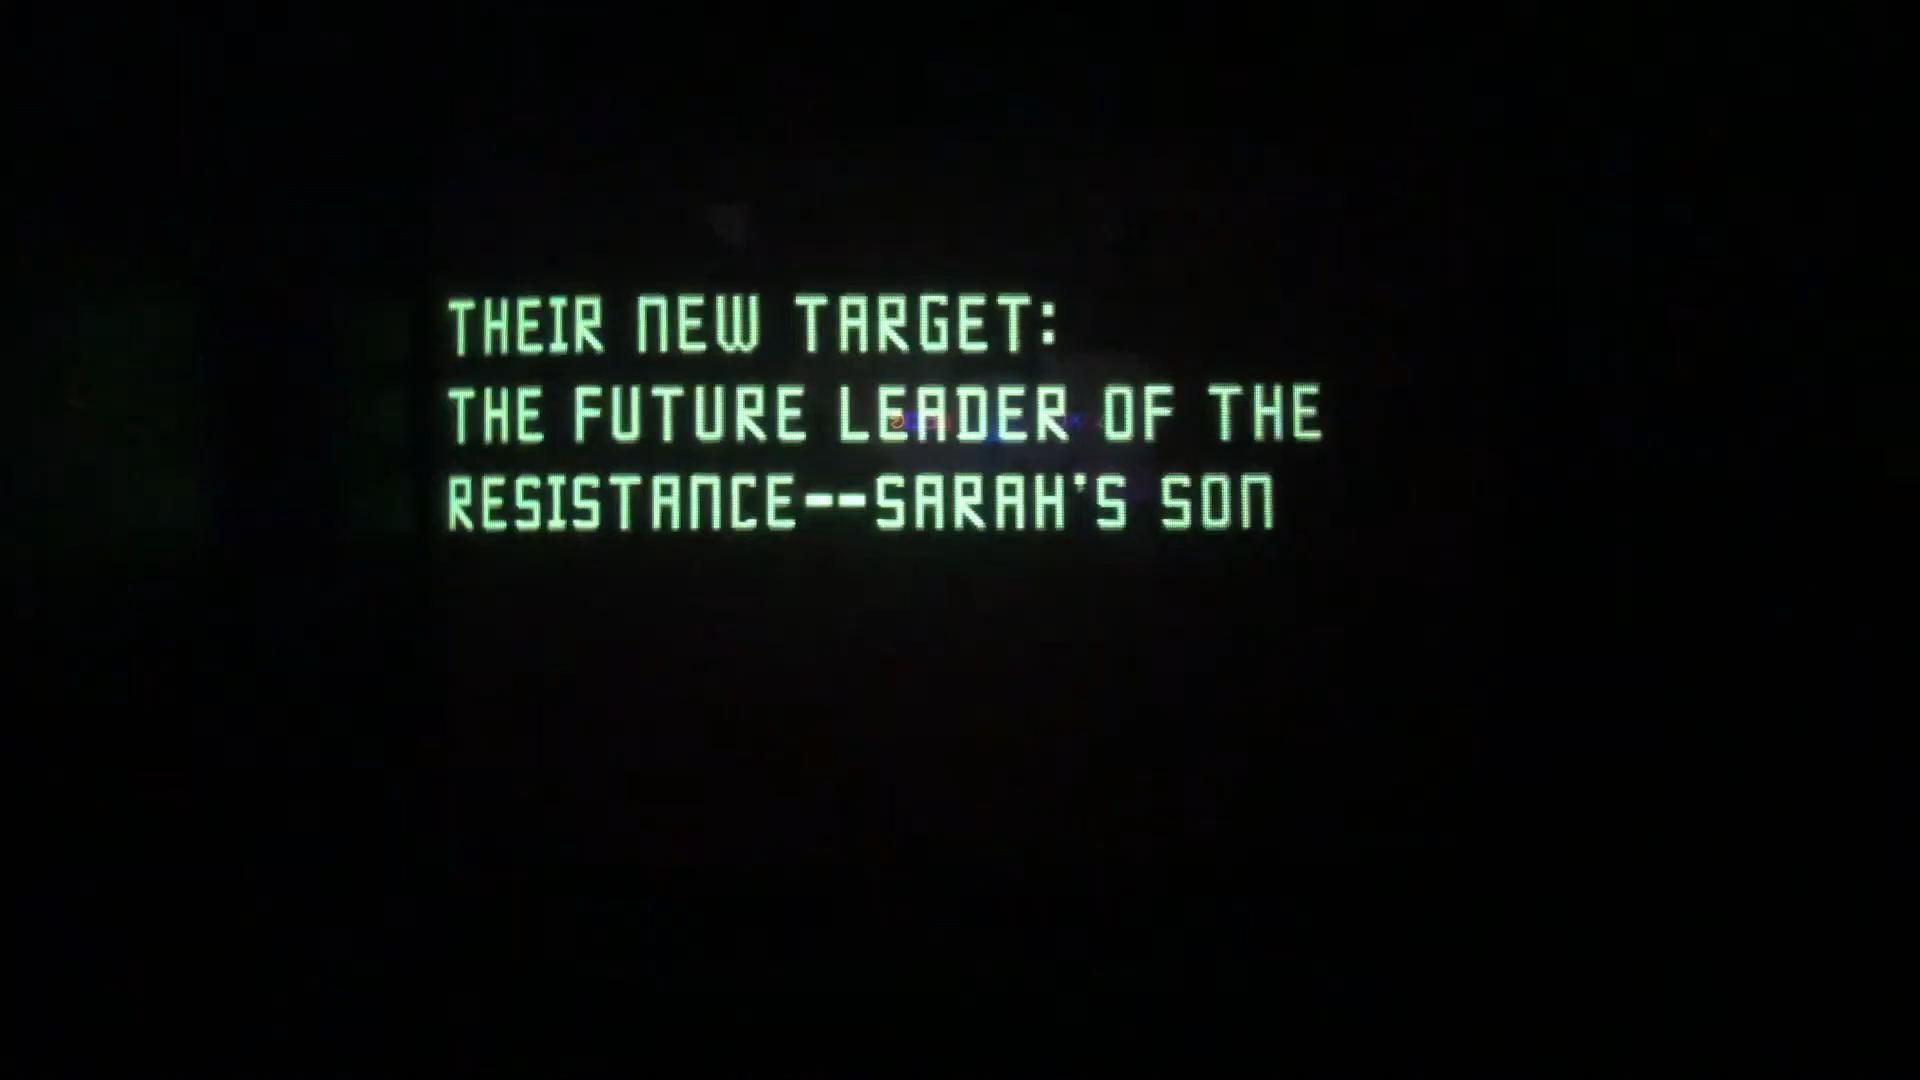 THEIR NEW TARGET:
THE FUTURE LEADER OF THE
RESISTANCE--SARAH'S SON